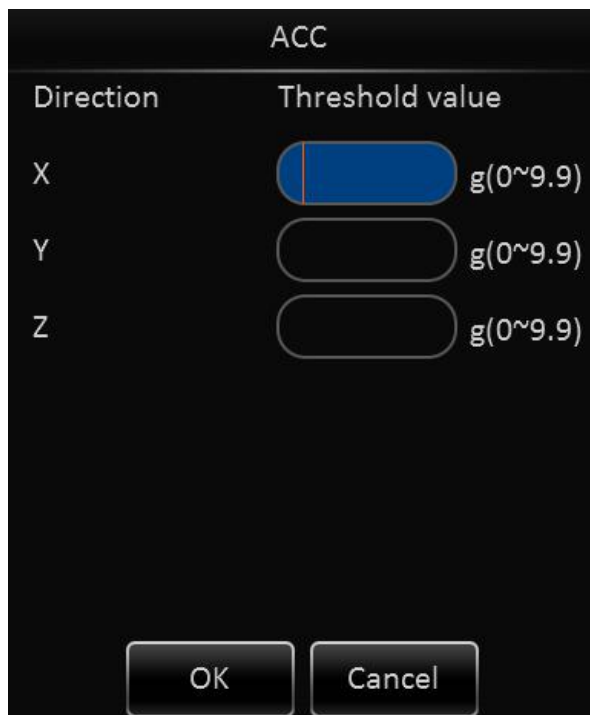 ACC
Direction Threshold value
X g(0~9.9)
Y g(0~9.9)
Z g(0~9.9)
OK Cancel